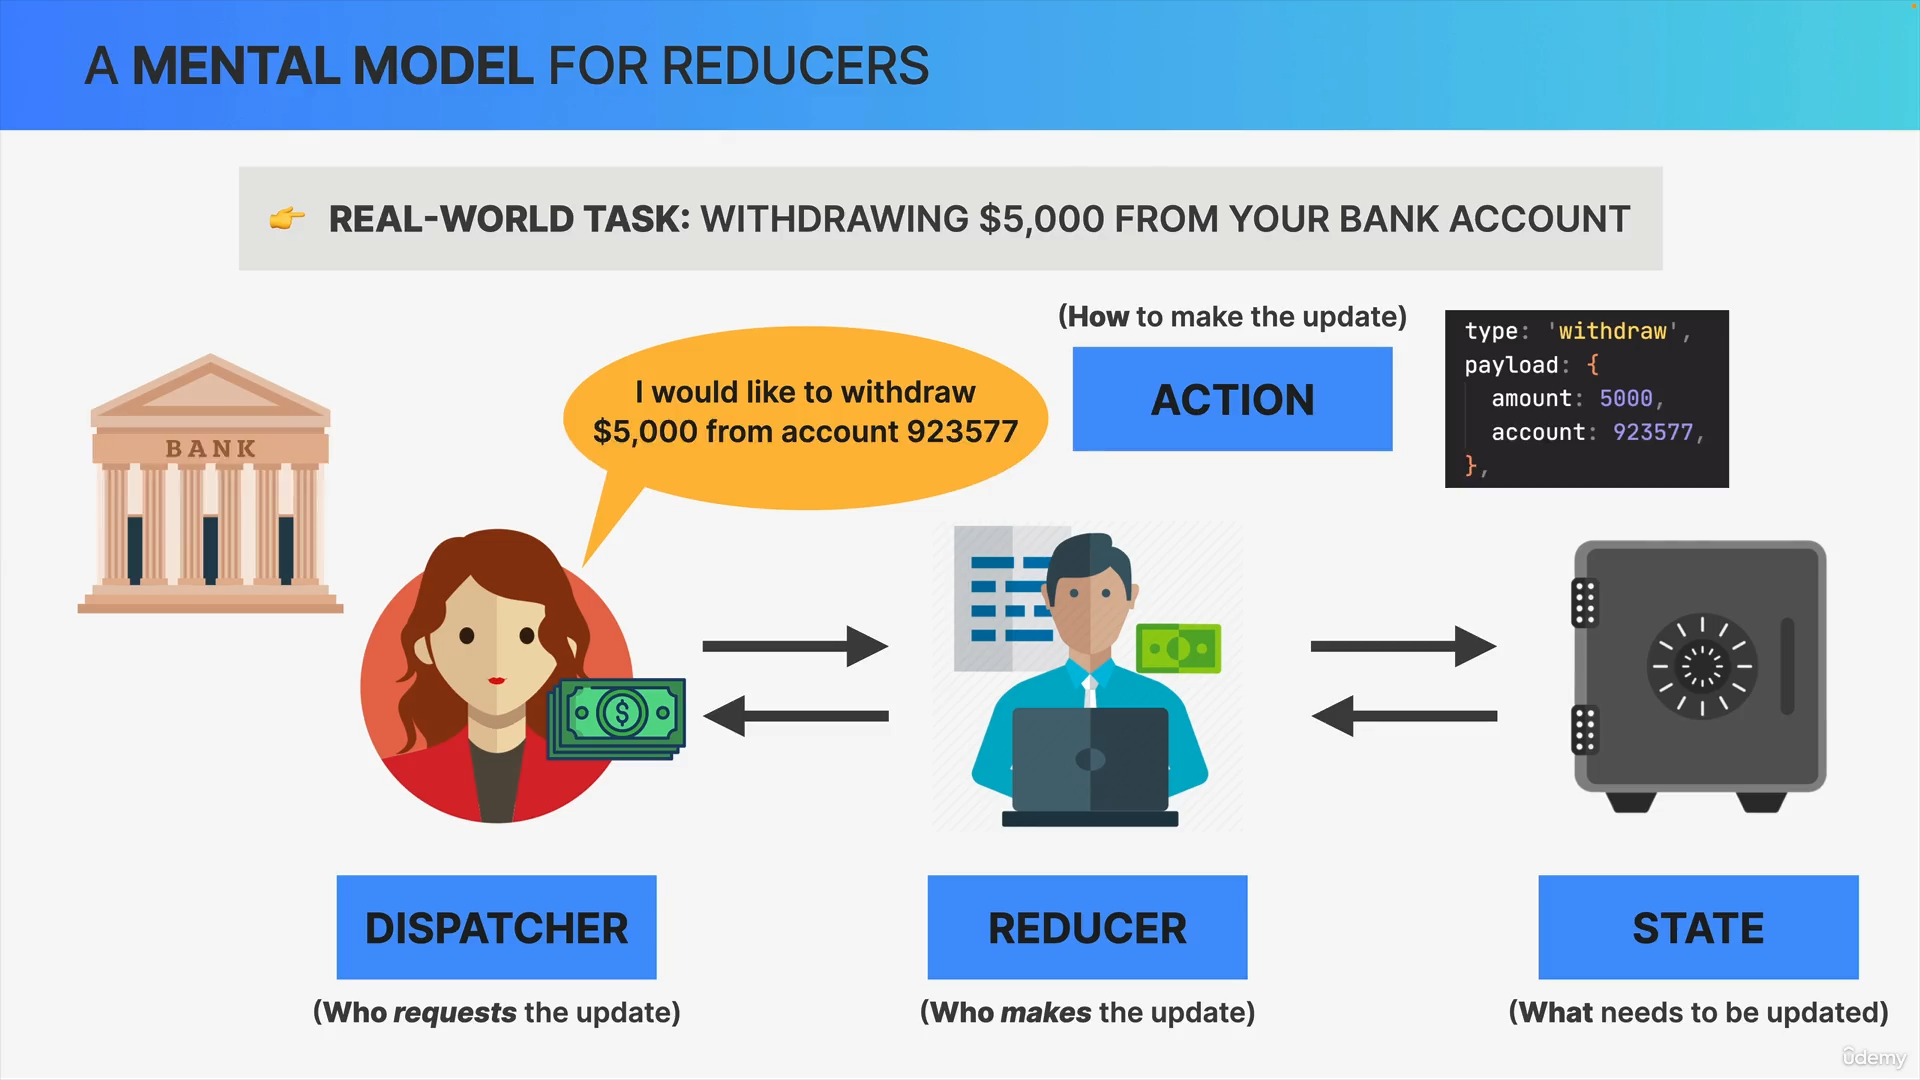 A MENTAL MODEL FOR REDUCERS
👉 REAL-WORLD TASK: WITHDRAWING $5,000 FROM YOUR BANK ACCOUNT
(How to make the update)
ACTION
type: 'withdraw',
payload: {
amount: 5000,
account: 923577,
},
I would like to withdraw
$5,000 from account 923577
BANK
$
DISPATCHER
(Who requests the update)
REDUCER
(Who makes the update)
STATE
(What needs to be updated)
ûdemy